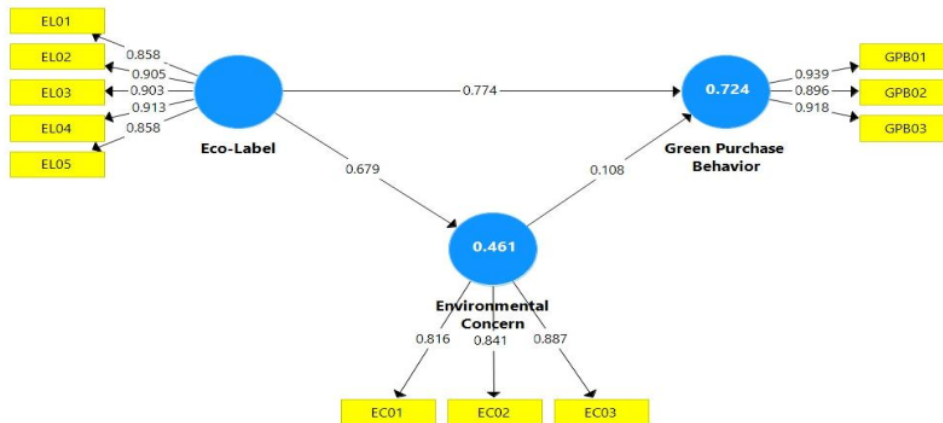 EL01
EL02
EL03
EL04
EL05
0.858
0.905
0.903
0.913
0.858
Eco-Label
0.774
0.724
Green Purchase
Behavior
0.939
0.896
0.918
GPB01
GPB02
GPB03
0.679
0.108
0.461
Environmental
Concern
0.816
0.841
0.887
EC01
EC02
EC03